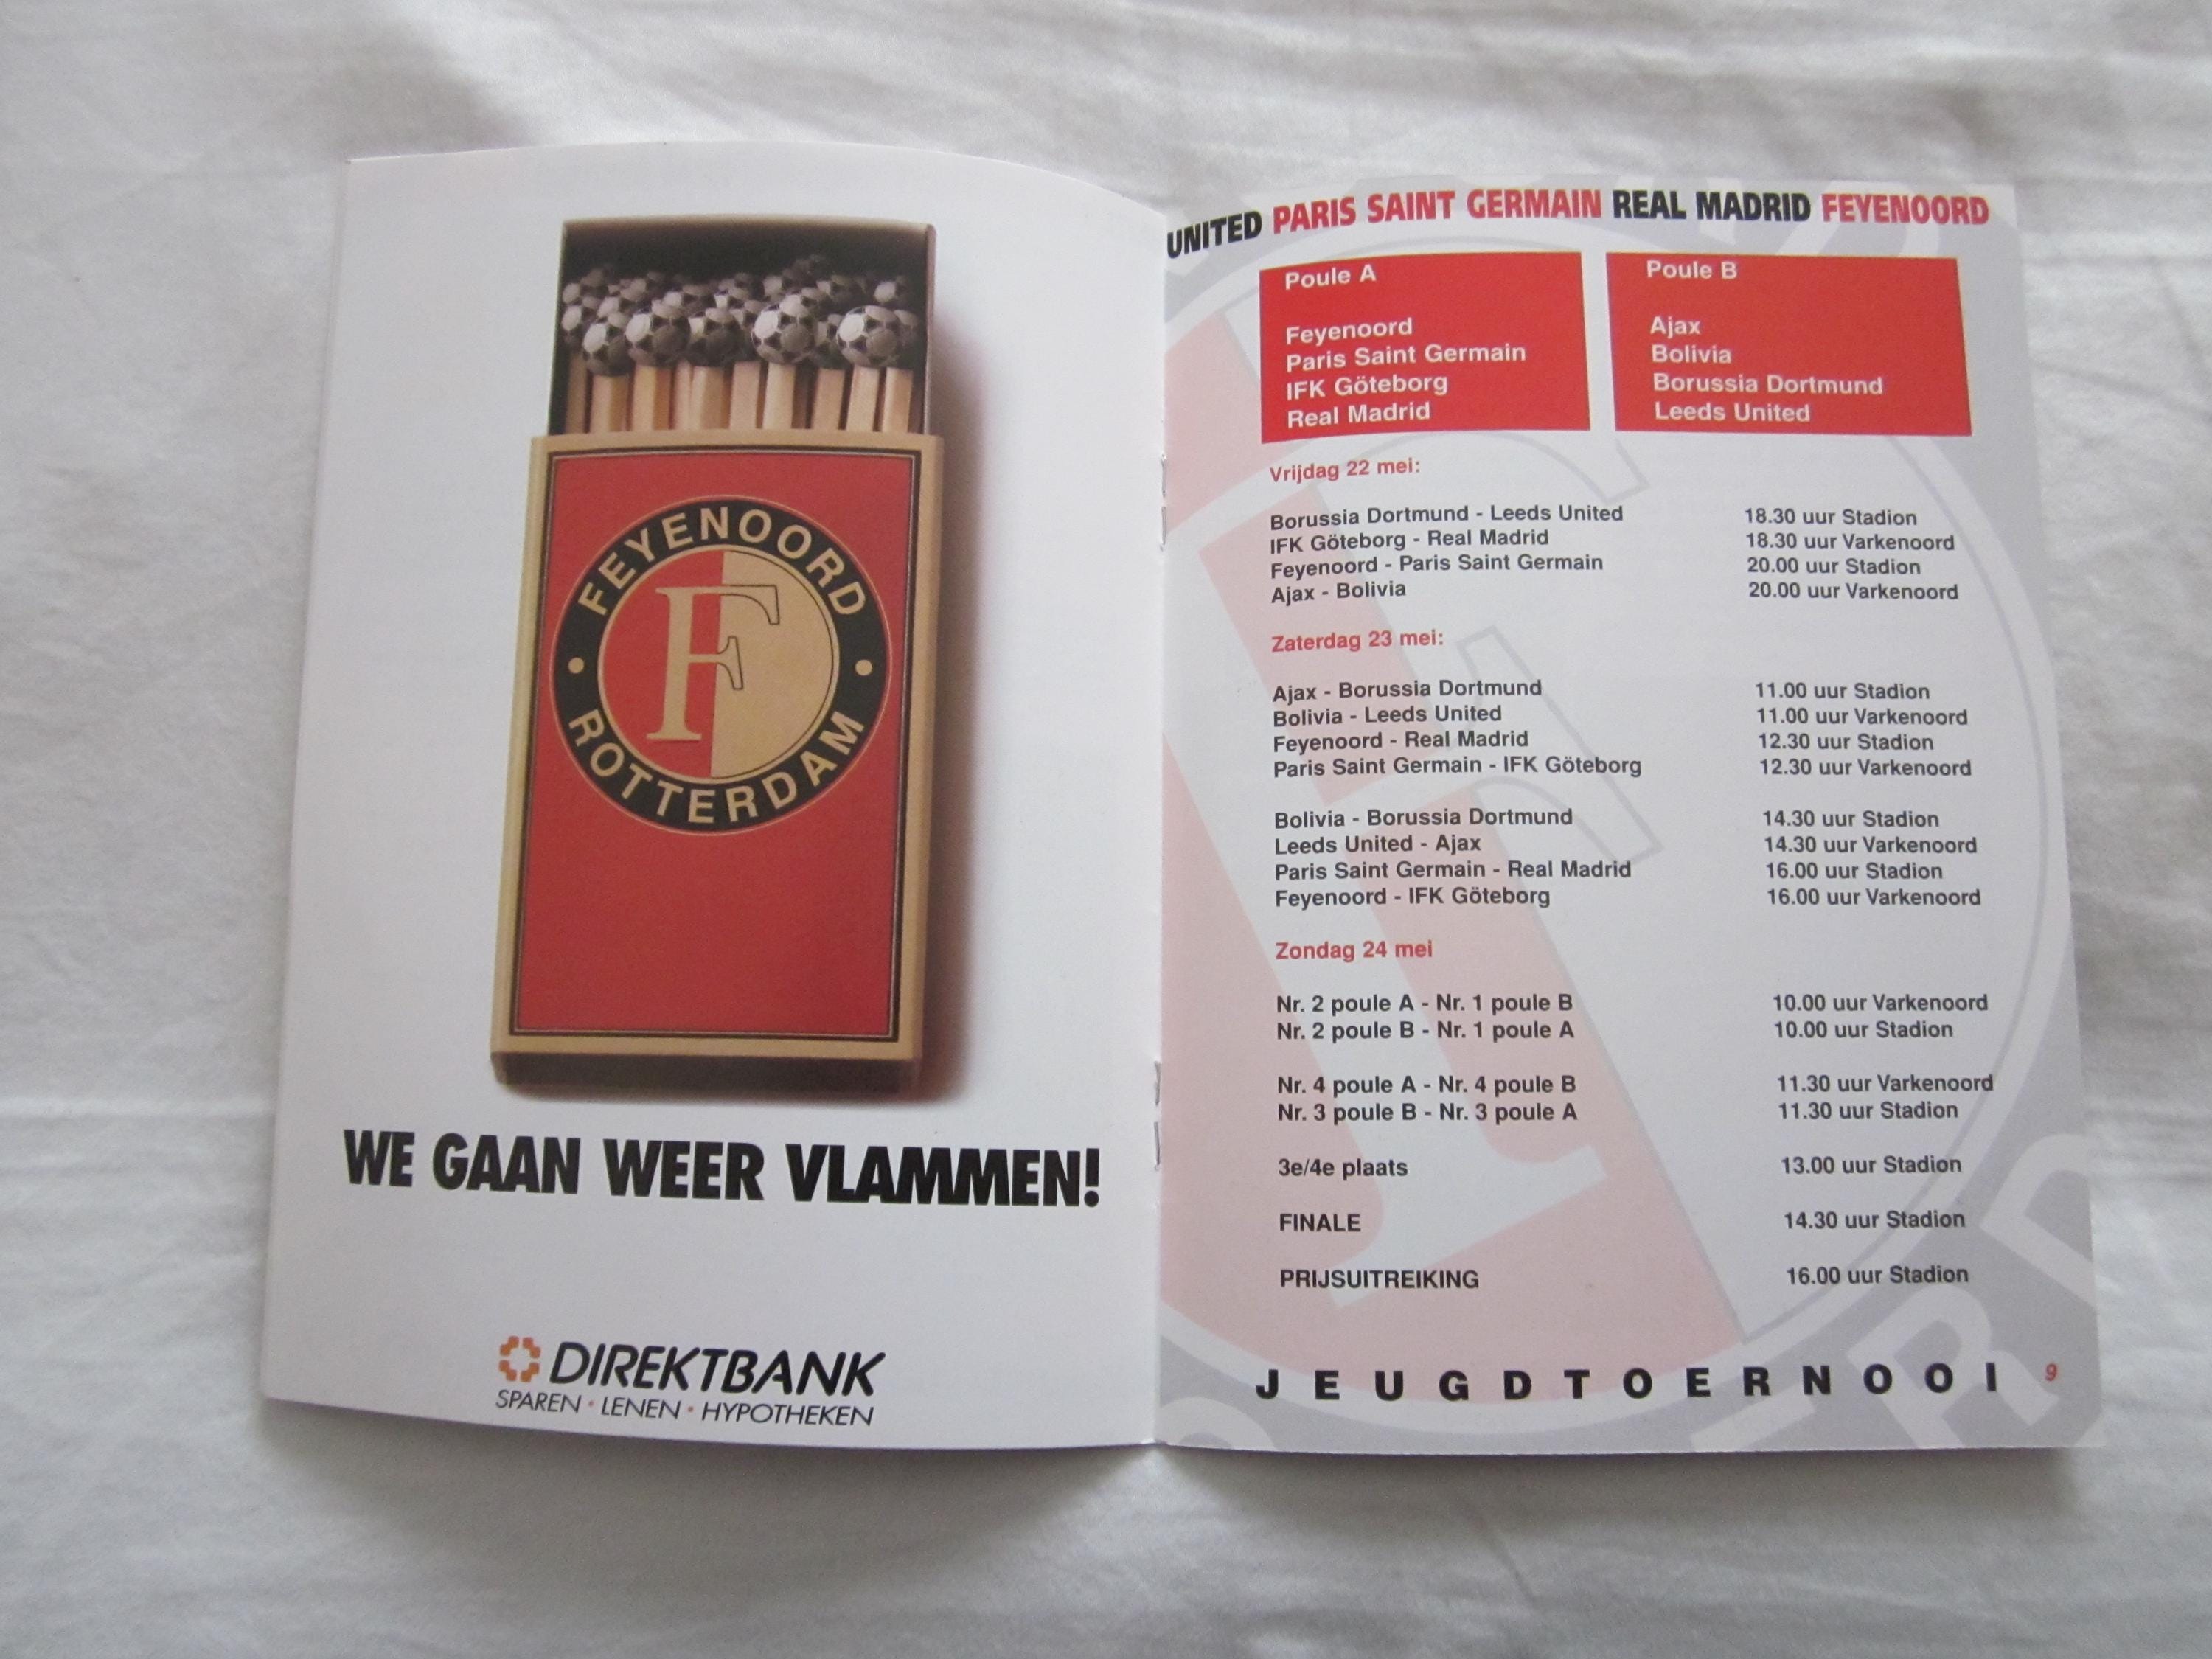 FEYENOORD
F
ROTTERDAM
WE GAAN WEER VLAMMEN!
DIREKTBANK
SPAREN • LENEN • HYPOTHEKEN
UNITED PARIS SAINT GERMAIN REAL MADRID FEYENOORD
Poule A
Feyenoord
Paris Saint Germain
IFK Göteborg
Real Madrid
Poule B
Ajax
Bolivia
Borussia Dortmund
Leeds United
Vrijdag 22 mei:
Borussia Dortmund - Leeds United 18.30 uur Stadion
IFK Göteborg - Real Madrid 18.30 uur Varkenoord
Feyenoord - Paris Saint Germain 20.00 uur Stadion
Ajax - Bolivia 20.00 uur Varkenoord
Zaterdag 23 mei:
Ajax - Borussia Dortmund 11.00 uur Stadion
Bolivia - Leeds United 11.00 uur Varkenoord
Feyenoord - Real Madrid 12.30 uur Stadion
Paris Saint Germain - IFK Göteborg 12.30 uur Varkenoord
Bolivia - Borussia Dortmund 14.30 uur Stadion
Leeds United - Ajax 14.30 uur Varkenoord
Paris Saint Germain - Real Madrid 16.00 uur Stadion
Feyenoord - IFK Göteborg 16.00 uur Varkenoord
Zondag 24 mei
Nr. 2 poule A - Nr. 1 poule B 10.00 uur Varkenoord
Nr. 2 poule B - Nr. 1 poule A 10.00 uur Stadion
Nr. 4 poule A - Nr. 4 poule B 11.30 uur Varkenoord
Nr. 3 poule B - Nr. 3 poule A 11.30 uur Stadion
3e/4e plaats 13.00 uur Stadion
FINALE 14.30 uur Stadion
PRIJSUITREIKING 16.00 uur Stadion
JEUGDTOERNOOI 9